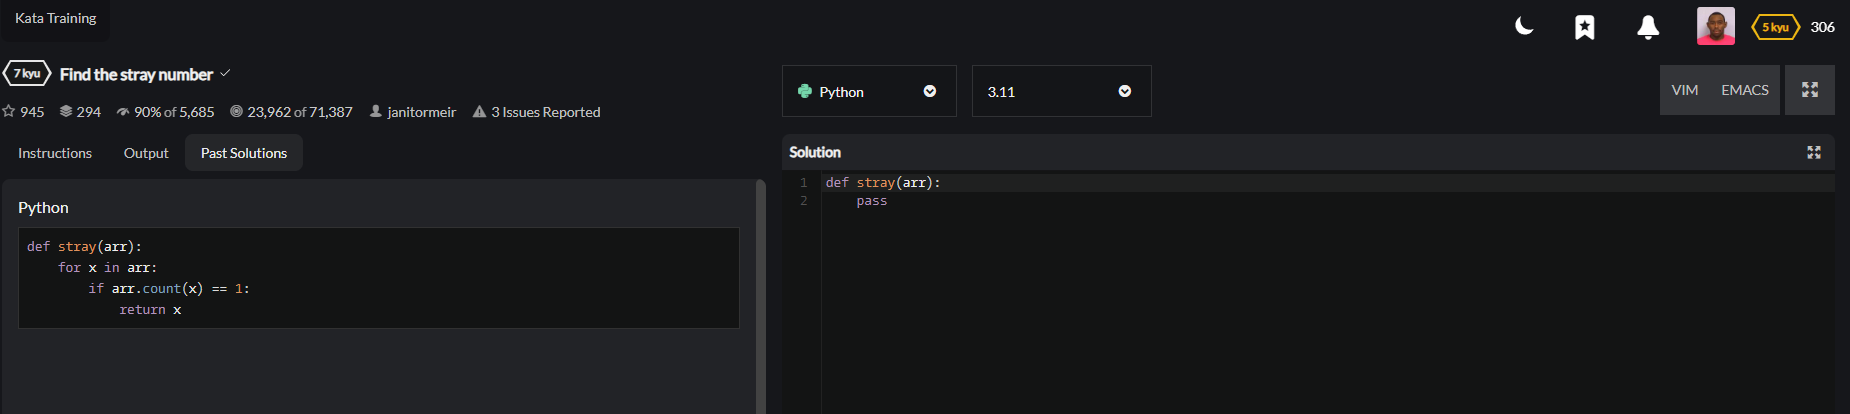 Kata Training
5 kyu 306
7 kyu Find the stray number
945 294 90% of 5,685 23,962 of 71,387 janitormeir 3 Issues Reported
Instructions Output Past Solutions
Python
def stray(arr):
    for x in arr:
        if arr.count(x) == 1:
            return x
Python 3.11 VIM EMACS
Solution
1 def stray(arr):
2     pass